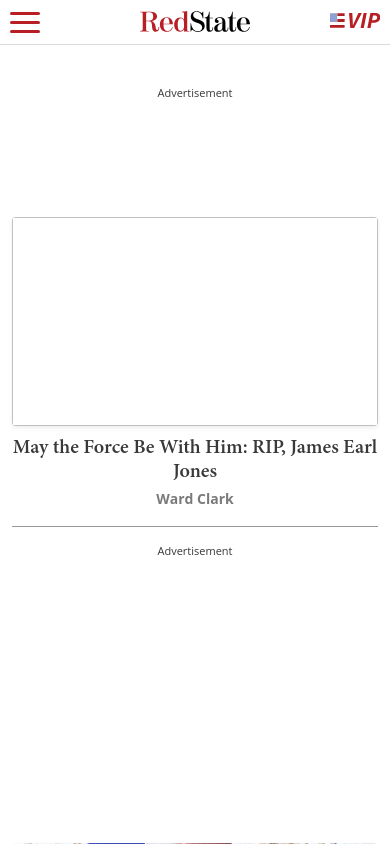 RedState
VIP
Advertisement
May the Force Be With Him: RIP, James Earl
Jones
Ward Clark
Advertisement